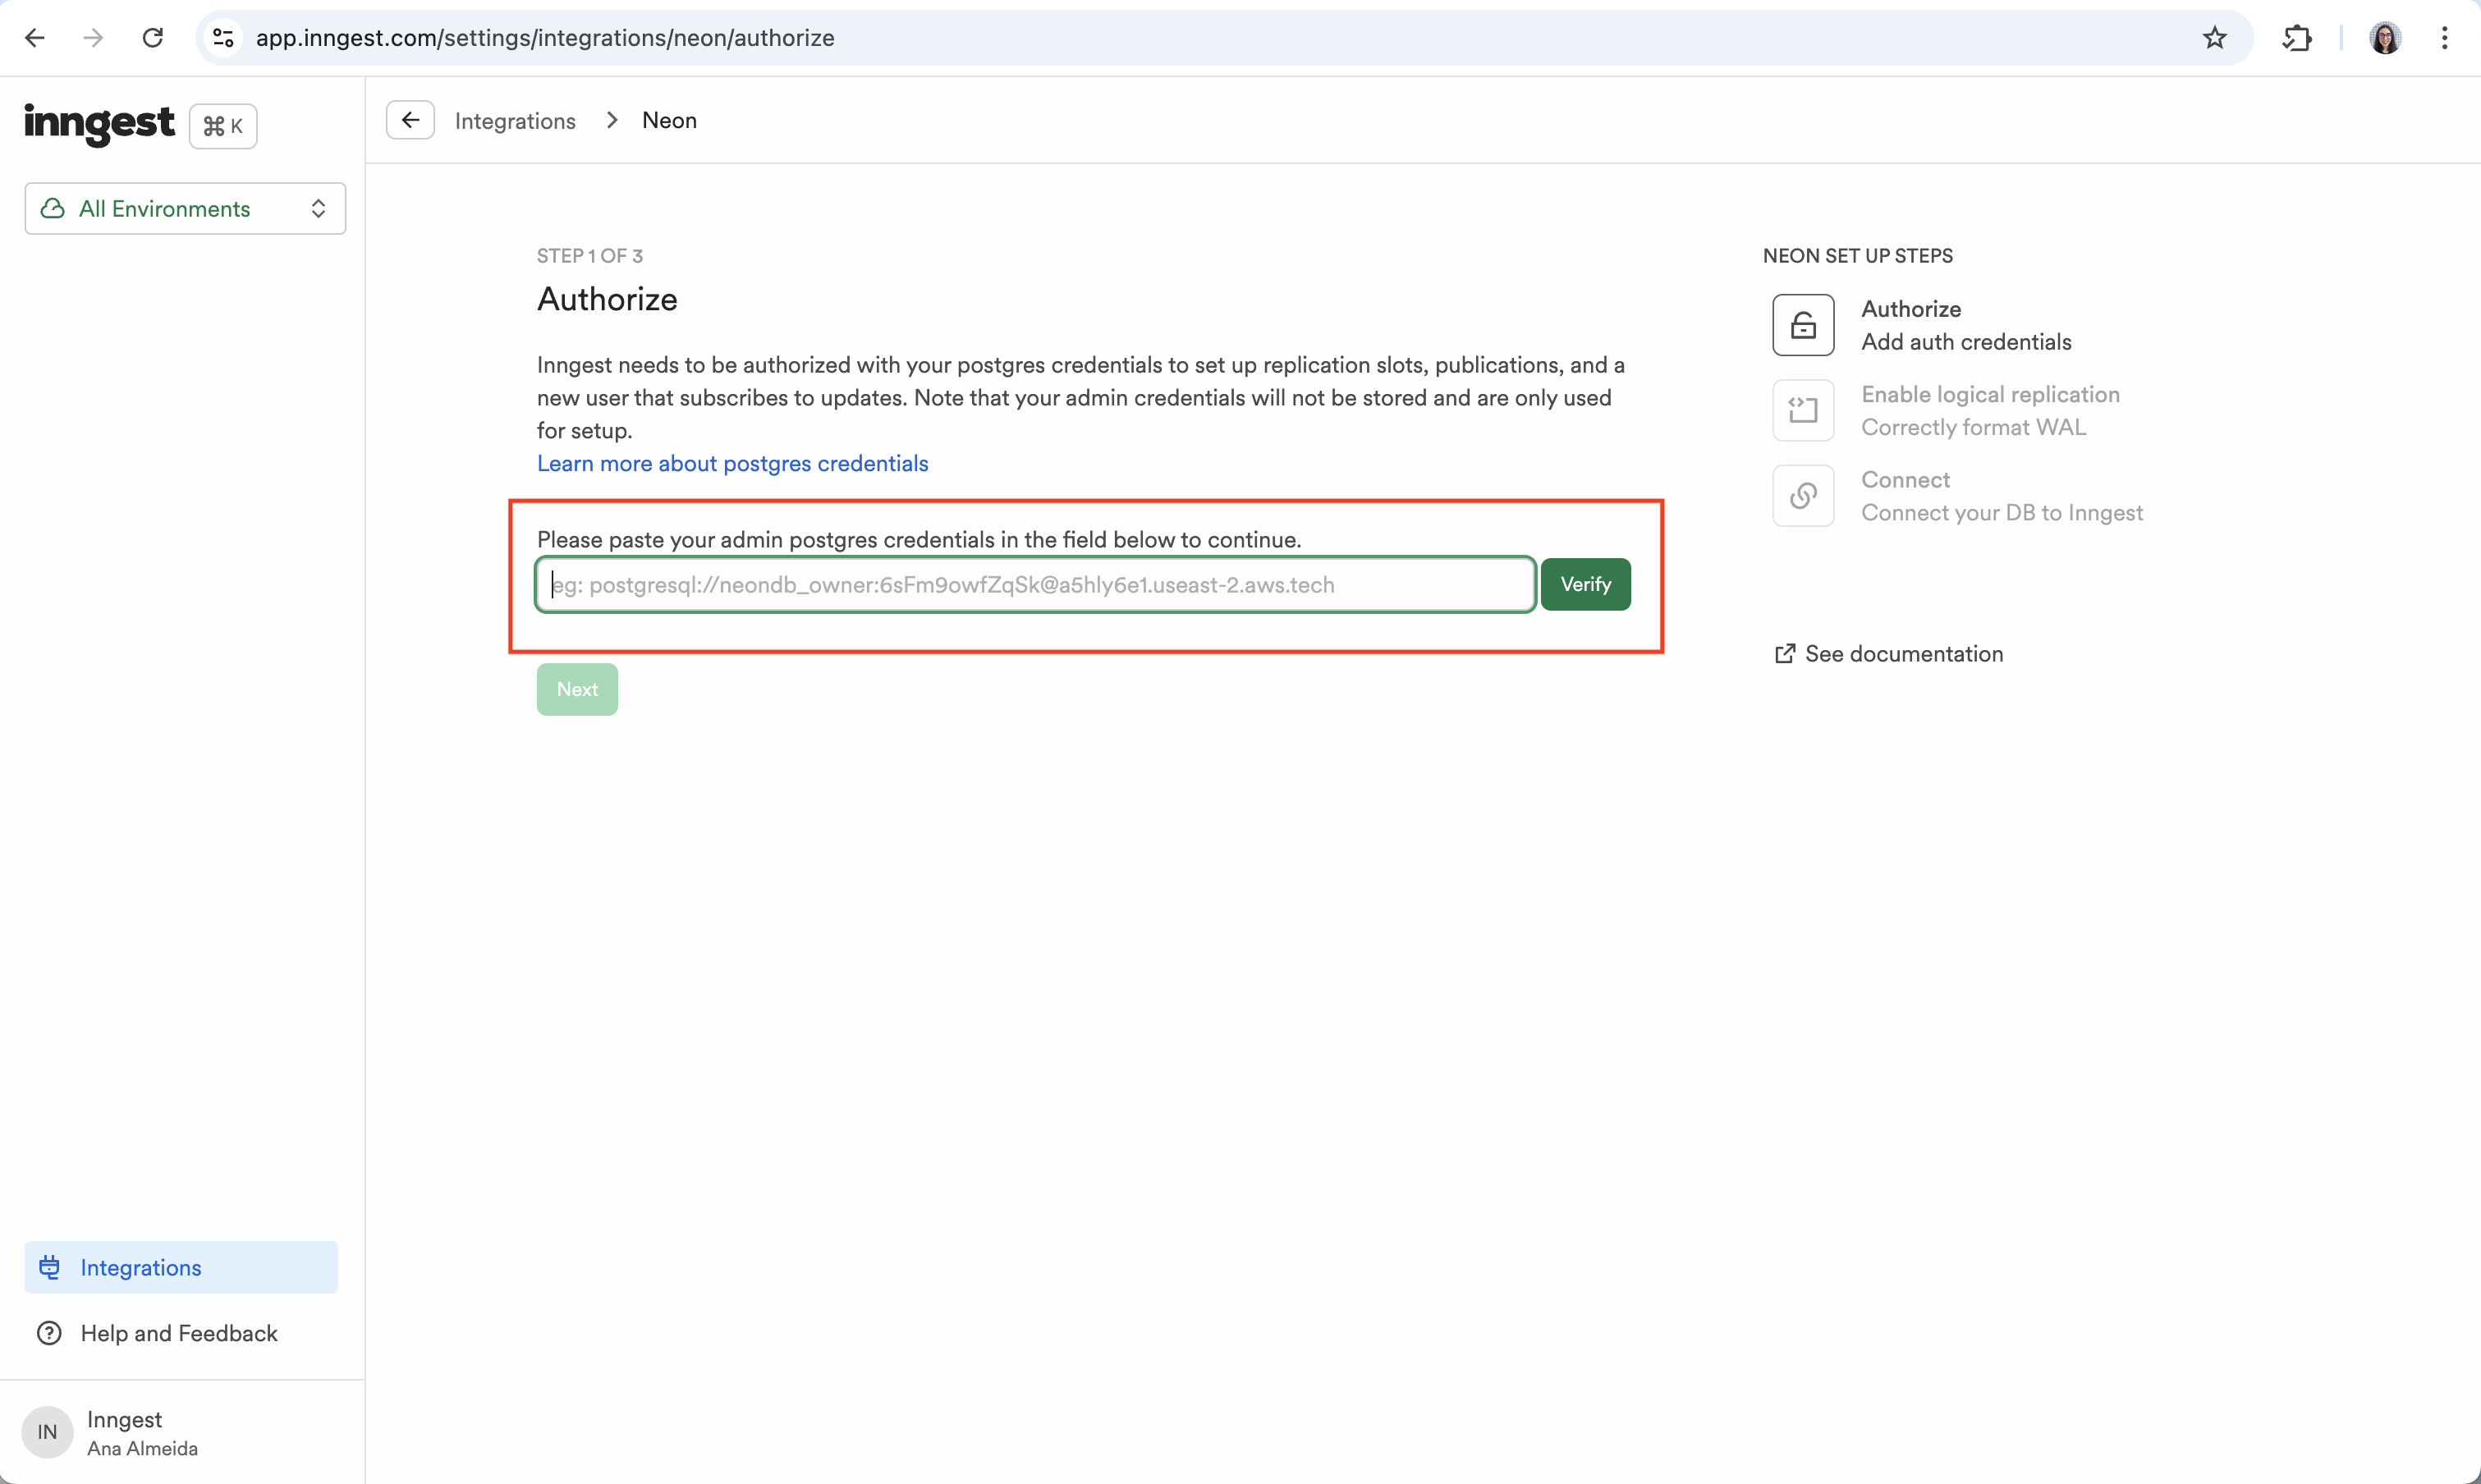 app.inngest.com/settings/integrations/neon/authorize
inngest
⌘ K
All Environments
Integrations
Neon
STEP 1 OF 3
Authorize
Inngest needs to be authorized with your postgres credentials to set up replication slots, publications, and a
new user that subscribes to updates. Note that your admin credentials will not be stored and are only used
for setup.
Learn more about postgres credentials
Please paste your admin postgres credentials in the field below to continue.
eg: postgresql://neondb_owner:6sFm9owfZqSk@a5hly6e1.useast-2.aws.tech
Verify
Next
NEON SET UP STEPS
Authorize
Add auth credentials
Enable logical replication
Correctly format WAL
Connect
Connect your DB to Inngest
See documentation
Integrations
Help and Feedback
IN
Inngest
Ana Almeida